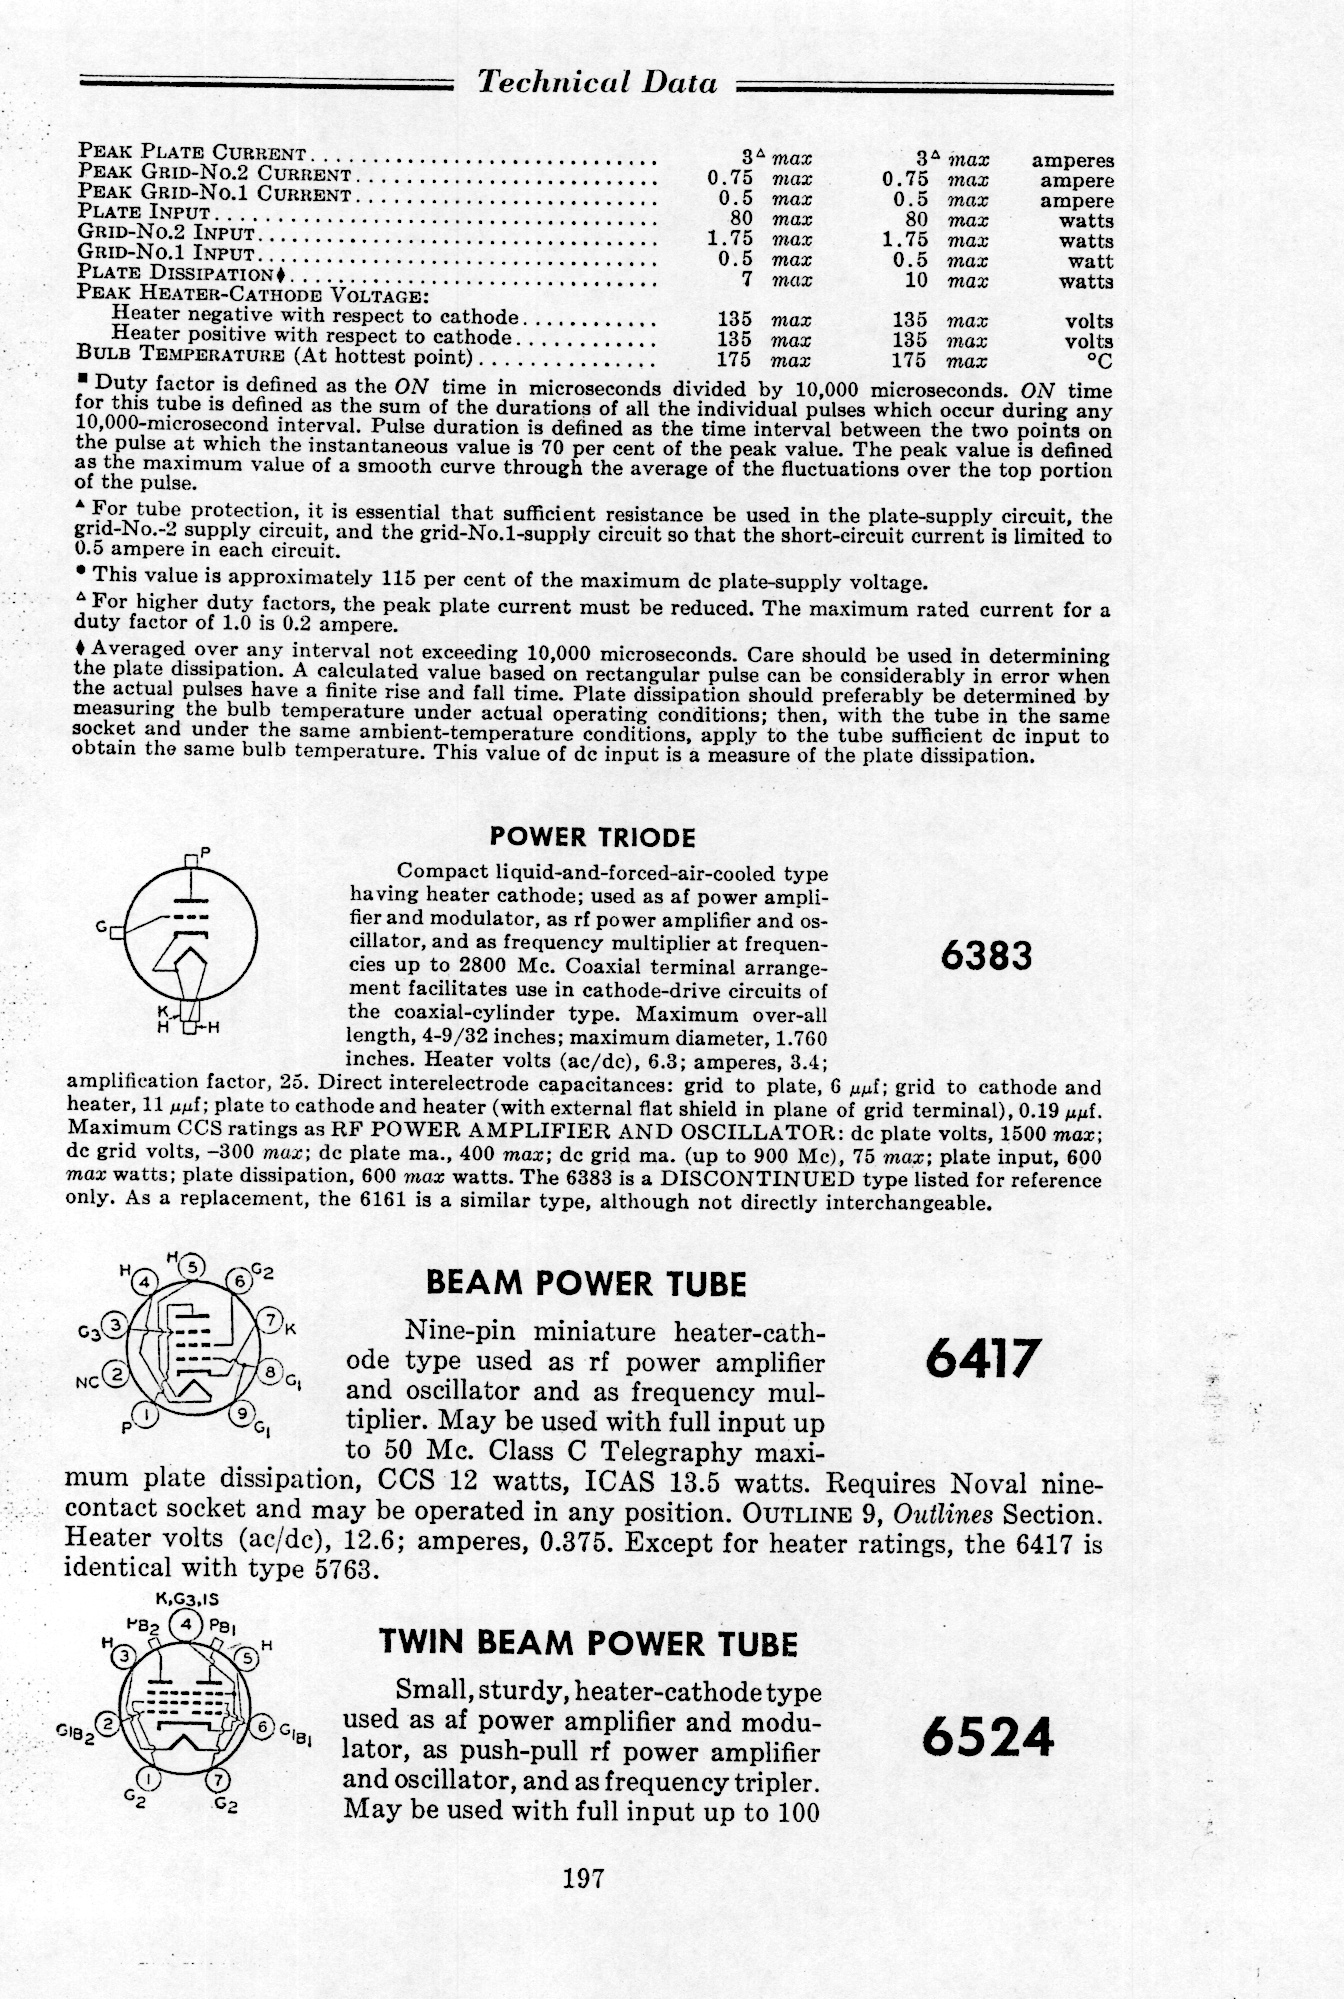 Technical Data
PEAK PLATE CURRENT.............................. 3△ max 3△ max amperes
PEAK GRID-NO.2 CURRENT.......................... 0.75 max 0.75 max ampere
PEAK GRID-NO.1 CURRENT.......................... 0.5 max 0.5 max ampere
PLATE INPUT...................................... 80 max 80 max watts
GRID-NO.2 INPUT.................................. 1.75 max 1.75 max watts
GRID-NO.1 INPUT.................................. 0.5 max 0.5 max watt
PLATE DISSIPATION♦............................... 7 max 10 max watts
PEAK HEATER-CATHODE VOLTAGE:
Heater negative with respect to cathode............ 135 max 135 max volts
Heater positive with respect to cathode............ 135 max 135 max volts
BULB TEMPERATURE (At hottest point)................ 175 max 175 max °C
■ Duty factor is defined as the ON time in microseconds divided by 10,000 microseconds. ON time
for this tube is defined as the sum of the durations of all the individual pulses which occur during any
10,000-microsecond interval. Pulse duration is defined as the time interval between the two points on
the pulse at which the instantaneous value is 70 per cent of the peak value. The peak value is defined
as the maximum value of a smooth curve through the average of the fluctuations over the top portion
of the pulse.
▲ For tube protection, it is essential that sufficient resistance be used in the plate-supply circuit, the
grid-No.-2 supply circuit, and the grid-No.1-supply circuit so that the short-circuit current is limited to
0.5 ampere in each circuit.
● This value is approximately 115 per cent of the maximum dc plate-supply voltage.
△ For higher duty factors, the peak plate current must be reduced. The maximum rated current for a
duty factor of 1.0 is 0.2 ampere.
♦ Averaged over any interval not exceeding 10,000 microseconds. Care should be used in determining
the plate dissipation. A calculated value based on rectangular pulse can be considerably in error when
the actual pulses have a finite rise and fall time. Plate dissipation should preferably be determined by
measuring the bulb temperature under actual operating conditions; then, with the tube in the same
socket and under the same ambient-temperature conditions, apply to the tube sufficient dc input to
obtain the same bulb temperature. This value of dc input is a measure of the plate dissipation.
P
G
K
H H
POWER TRIODE
Compact liquid-and-forced-air-cooled type
having heater cathode; used as af power ampli-
fier and modulator, as rf power amplifier and os-
cillator, and as frequency multiplier at frequen-
cies up to 2800 Mc. Coaxial terminal arrange-
ment facilitates use in cathode-drive circuits of
the coaxial-cylinder type. Maximum over-all
length, 4-9/32 inches; maximum diameter, 1.760
inches. Heater volts (ac/dc), 6.3; amperes, 3.4;
6383
amplification factor, 25. Direct interelectrode capacitances: grid to plate, 6 μμf; grid to cathode and
heater, 11 μμf; plate to cathode and heater (with external flat shield in plane of grid terminal), 0.19 μμf.
Maximum CCS ratings as RF POWER AMPLIFIER AND OSCILLATOR: dc plate volts, 1500 max;
dc grid volts, –300 max; dc plate ma., 400 max; dc grid ma. (up to 900 Mc), 75 max; plate input, 600
max watts; plate dissipation, 600 max watts. The 6383 is a DISCONTINUED type listed for reference
only. As a replacement, the 6161 is a similar type, although not directly interchangeable.
H 4
H 5
6 G2
G3 3
7 K
NC 2
8 G1
P 1
9 G1
BEAM POWER TUBE
Nine-pin miniature heater-cath-
ode type used as rf power amplifier
and oscillator and as frequency mul-
tiplier. May be used with full input up
to 50 Mc. Class C Telegraphy maxi-
6417
mum plate dissipation, CCS 12 watts, ICAS 13.5 watts. Requires Noval nine-
contact socket and may be operated in any position. OUTLINE 9, Outlines Section.
Heater volts (ac/dc), 12.6; amperes, 0.375. Except for heater ratings, the 6417 is
identical with type 5763.
K,G3,IS
PB2 4 PB1
H 3
5 H
G1B2 2
6 G1B1
1 G2
7 G2
TWIN BEAM POWER TUBE
Small, sturdy, heater-cathode type
used as af power amplifier and modu-
lator, as push-pull rf power amplifier
and oscillator, and as frequency tripler.
May be used with full input up to 100
6524
197